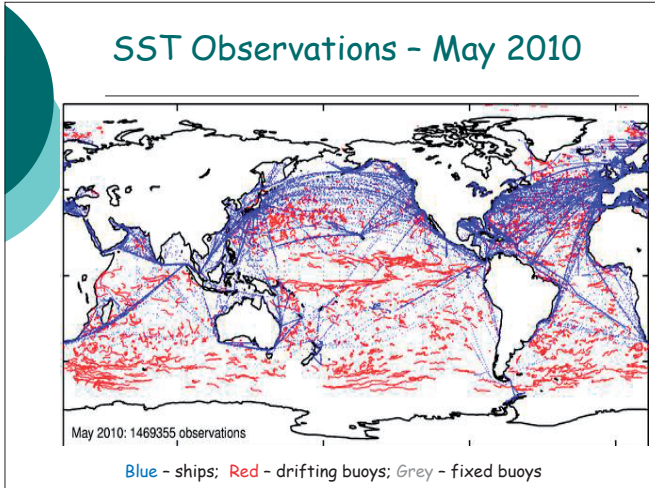 SST Observations – May 2010
May 2010: 1469355 observations
Blue – ships; Red – drifting buoys; Grey – fixed buoys